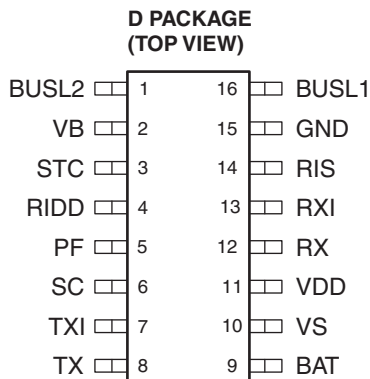 D PACKAGE
(TOP VIEW)
BUSL2 1 16 BUSL1
VB 2 15 GND
STC 3 14 RIS
RIDD 4 13 RXI
PF 5 12 RX
SC 6 11 VDD
TXI 7 10 VS
TX 8 9 BAT